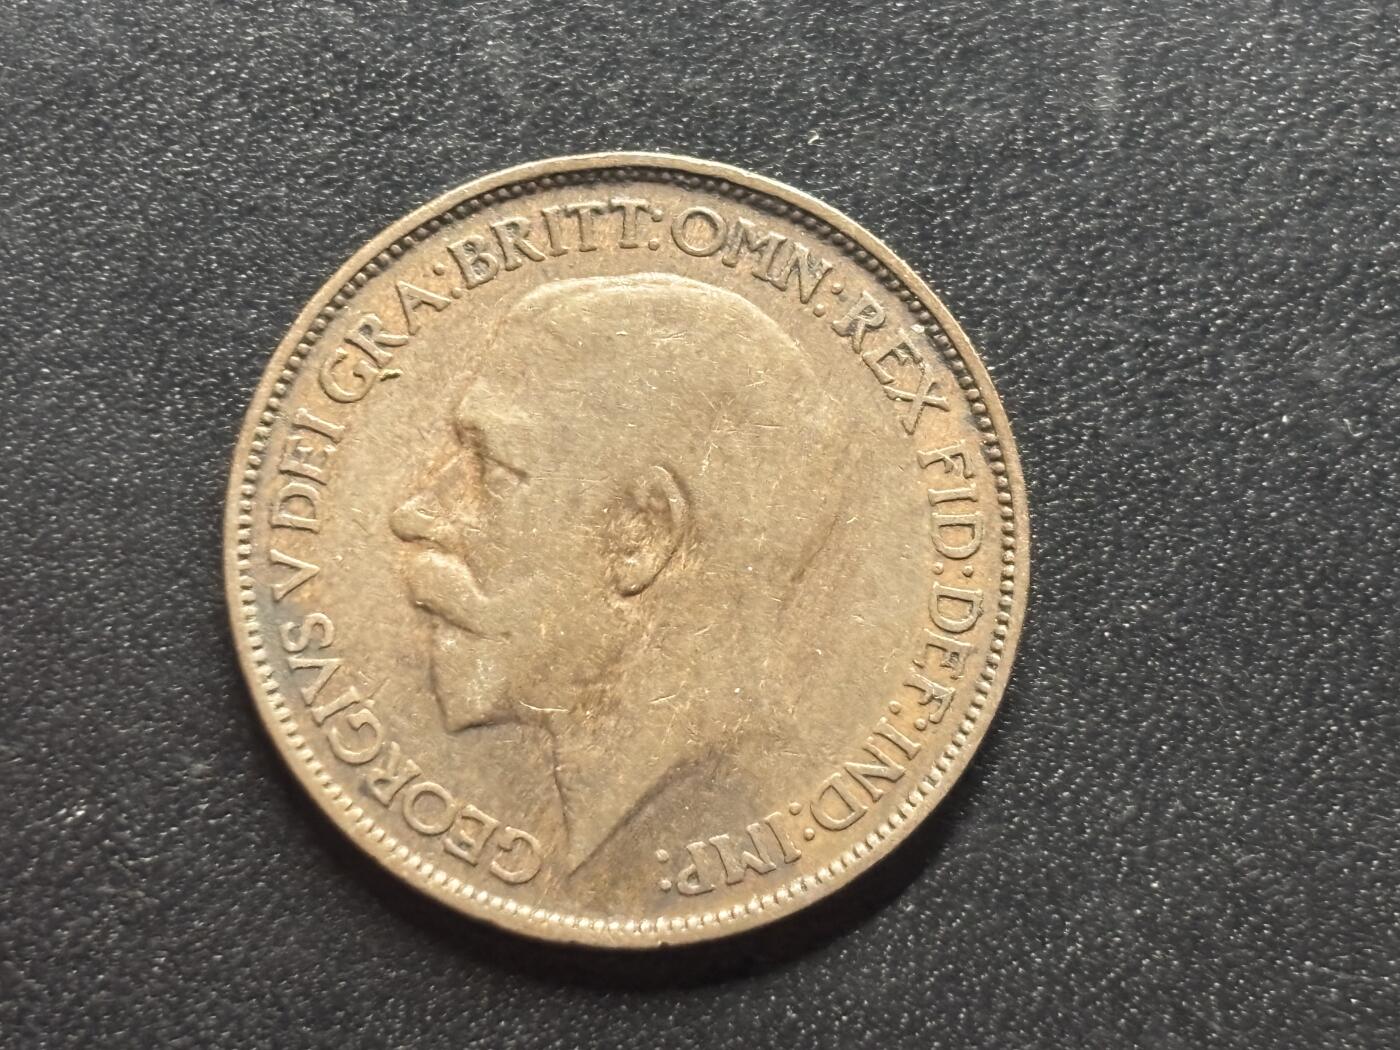 GEORGIVS V DEI GRA: BRITT: OMN: REX FID: DEF: IND: IMP: